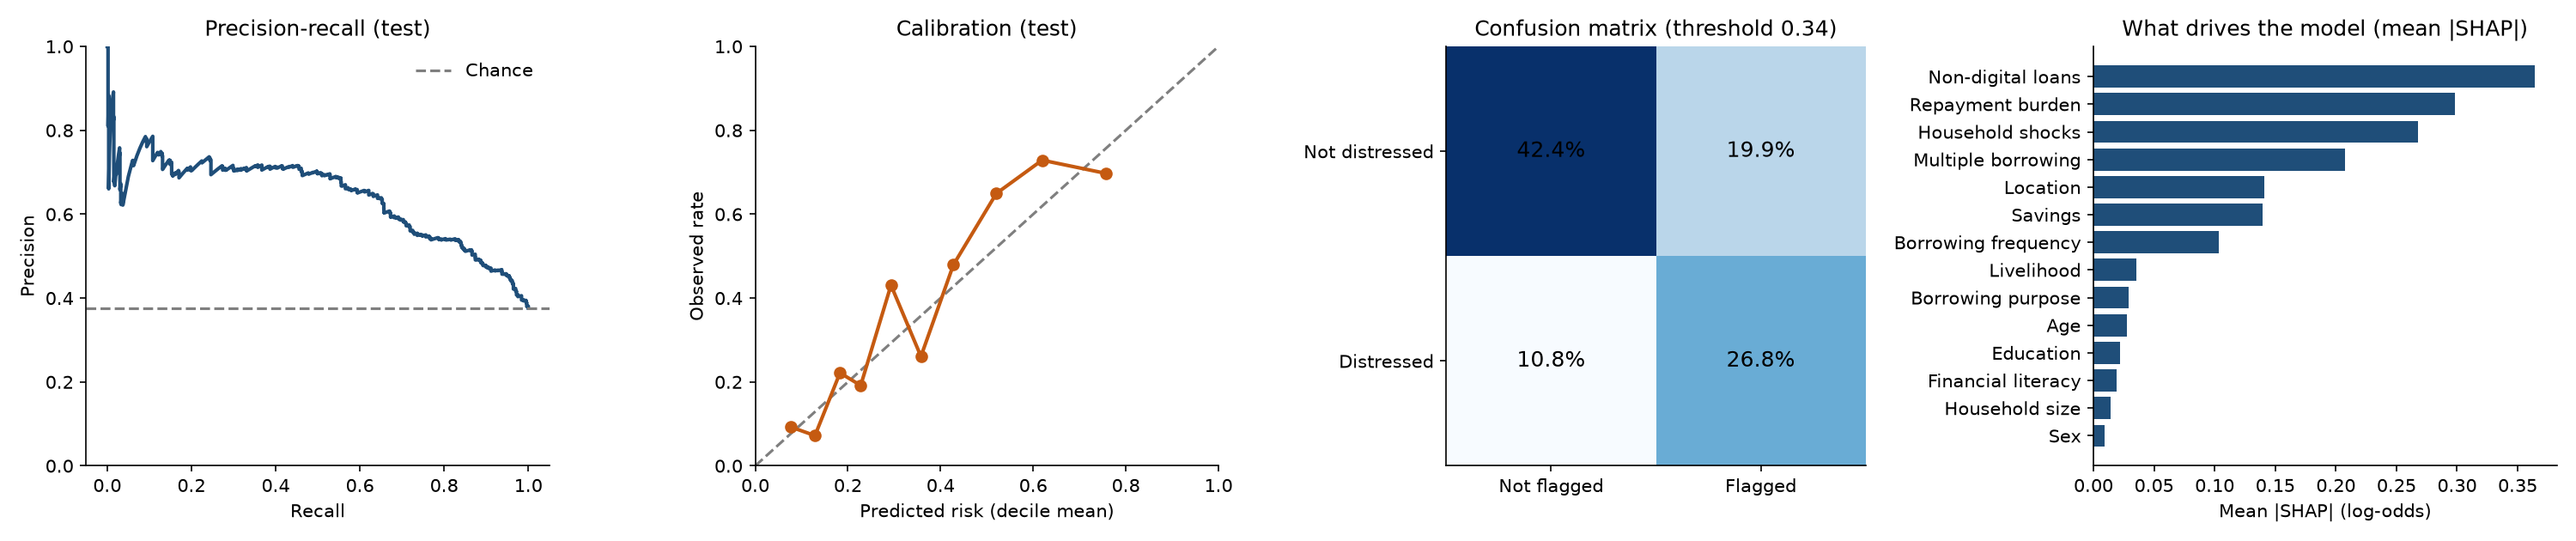 Precision-recall (test)
Chance
1.0
0.8
0.6
0.4
0.2
0.0
Precision
0.0 0.2 0.4 0.6 0.8 1.0
Recall
Calibration (test)
1.0
0.8
0.6
0.4
0.2
0.0
Observed rate
0.0 0.2 0.4 0.6 0.8 1.0
Predicted risk (decile mean)
Confusion matrix (threshold 0.34)
Not distressed 42.4% 19.9%
Distressed 10.8% 26.8%
Not flagged Flagged
What drives the model (mean |SHAP|)
Non-digital loans
Repayment burden
Household shocks
Multiple borrowing
Location
Savings
Borrowing frequency
Livelihood
Borrowing purpose
Age
Education
Financial literacy
Household size
Sex
0.00 0.05 0.10 0.15 0.20 0.25 0.30 0.35
Mean |SHAP| (log-odds)